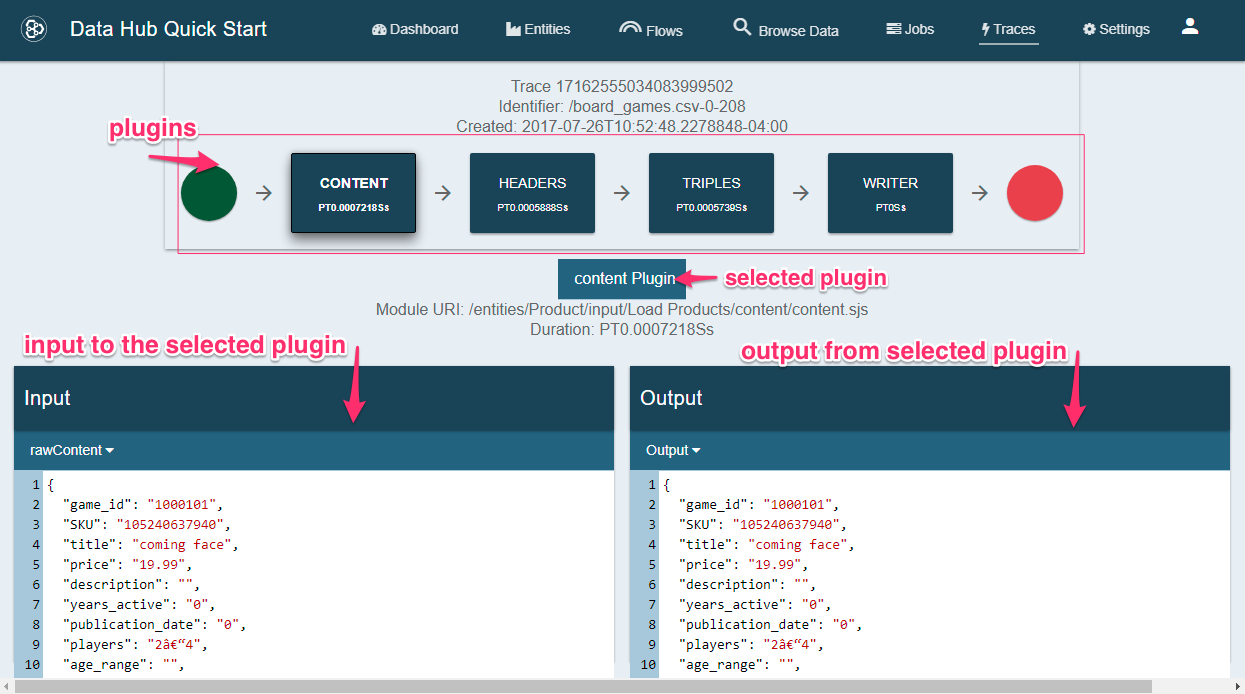 Data Hub Quick Start
Dashboard
Entities
Flows
Browse Data
Jobs
Traces
Settings
Trace 17162555034083999502
Identifier: /board_games.csv-0-208
Created: 2017-07-26T10:52:48.2278848-04:00
plugins
CONTENT
PT0.0007218Ss
HEADERS
PT0.0005888Ss
TRIPLES
PT0.0005739Ss
WRITER
PT0Ss
content Plugin
selected plugin
Module URI: /entities/Product/input/Load Products/content/content.sjs
Duration: PT0.0007218Ss
input to the selected plugin
output from selected plugin
Input
rawContent
1 {
2 "game_id": "1000101",
3 "SKU": "105240637940",
4 "title": "coming face",
5 "price": "19.99",
6 "description": "",
7 "years_active": "0",
8 "publication_date": "0",
9 "players": "2â€“4",
10 "age_range": "",
Output
Output
1 {
2 "game_id": "1000101",
3 "SKU": "105240637940",
4 "title": "coming face",
5 "price": "19.99",
6 "description": "",
7 "years_active": "0",
8 "publication_date": "0",
9 "players": "2â€“4",
10 "age_range": "",